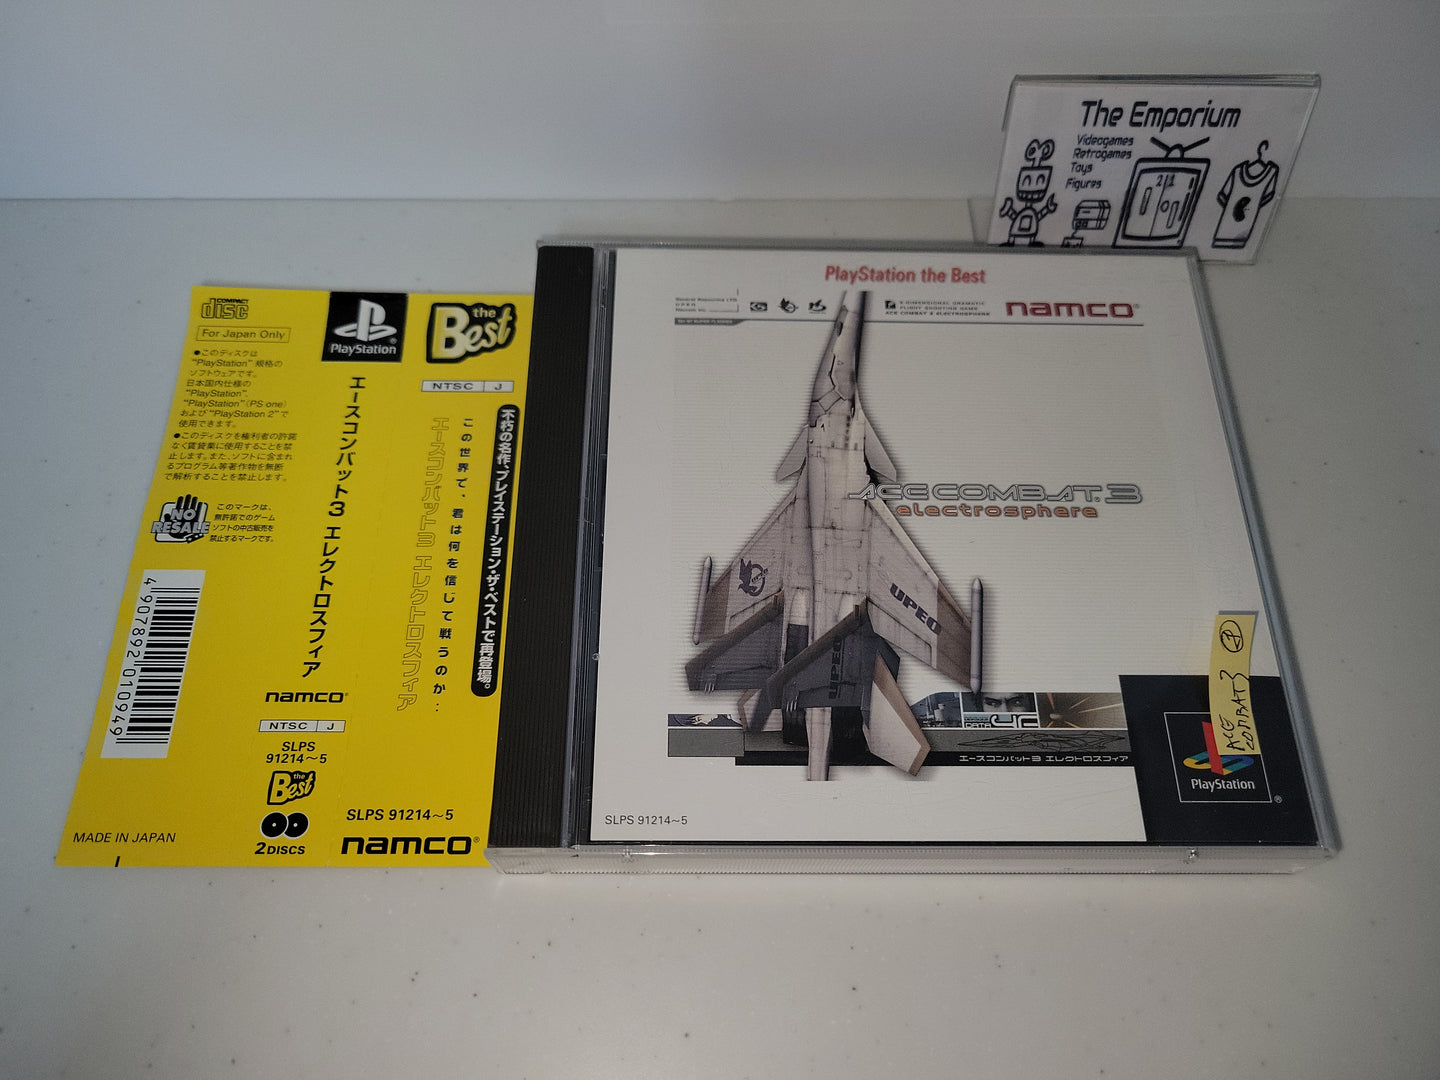 The Emporium
Videogames
Retrogames
Toys
Figures
COMPACT
disc
For Japan Only
●このディスクは
"PlayStation" 規格の
ソフトウェアです。
日本国内仕様の
"PlayStation",
"PlayStation"(PS one)
および"PlayStation 2"で
使用できます。
●このディスクを権利者の許諾
なく賃貸業に使用することを禁
止します。また、ソフトに含まれ
るプログラム等著作物を無断
で解析することを禁止します。
NO
RESALE
このマークは、
無許諾でのゲーム
ソフトの中古販売を
禁止するマークです。
4 907892 010949
MADE IN JAPAN
PlayStation
エースコンバット3 エレクトロスフィア
namco
NTSC J
SLPS
91214～5
the
Best
2DISCS
the
Best
NTSC J
不朽の名作、プレイステーション・ザ・ベストで再登場。
この世界で、君は何を信じて戦うのか‥
エースコンバット3 エレクトロスフィア
SLPS 91214～5
namco
PlayStation the Best
namco
ACE COMBAT 3
electrosphere
UPEO
UPEO
DATA
エースコンバット3 エレクトロスフィア
SLPS 91214～5
ACE
COMBAT 3
PlayStation